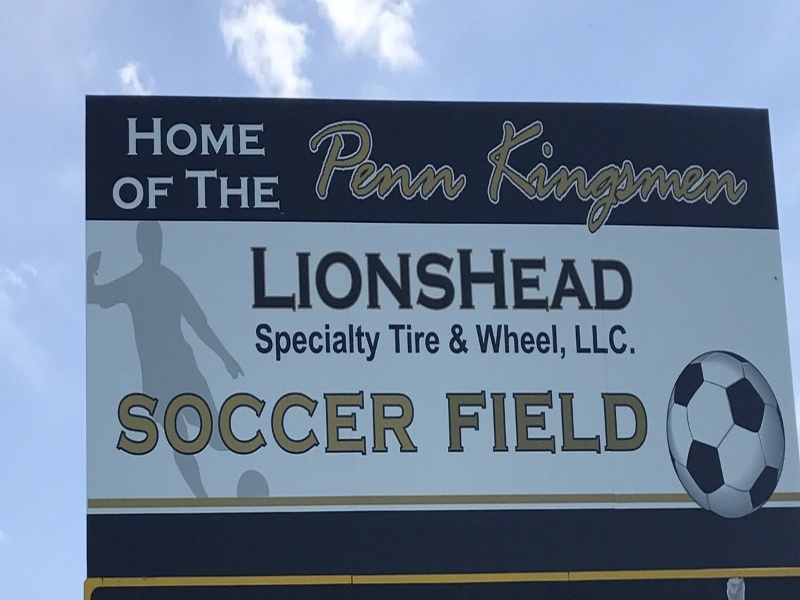 Home
of The
Penn Kingsmen
LionsHead
Specialty Tire & Wheel, LLC.
SOCCER FIELD